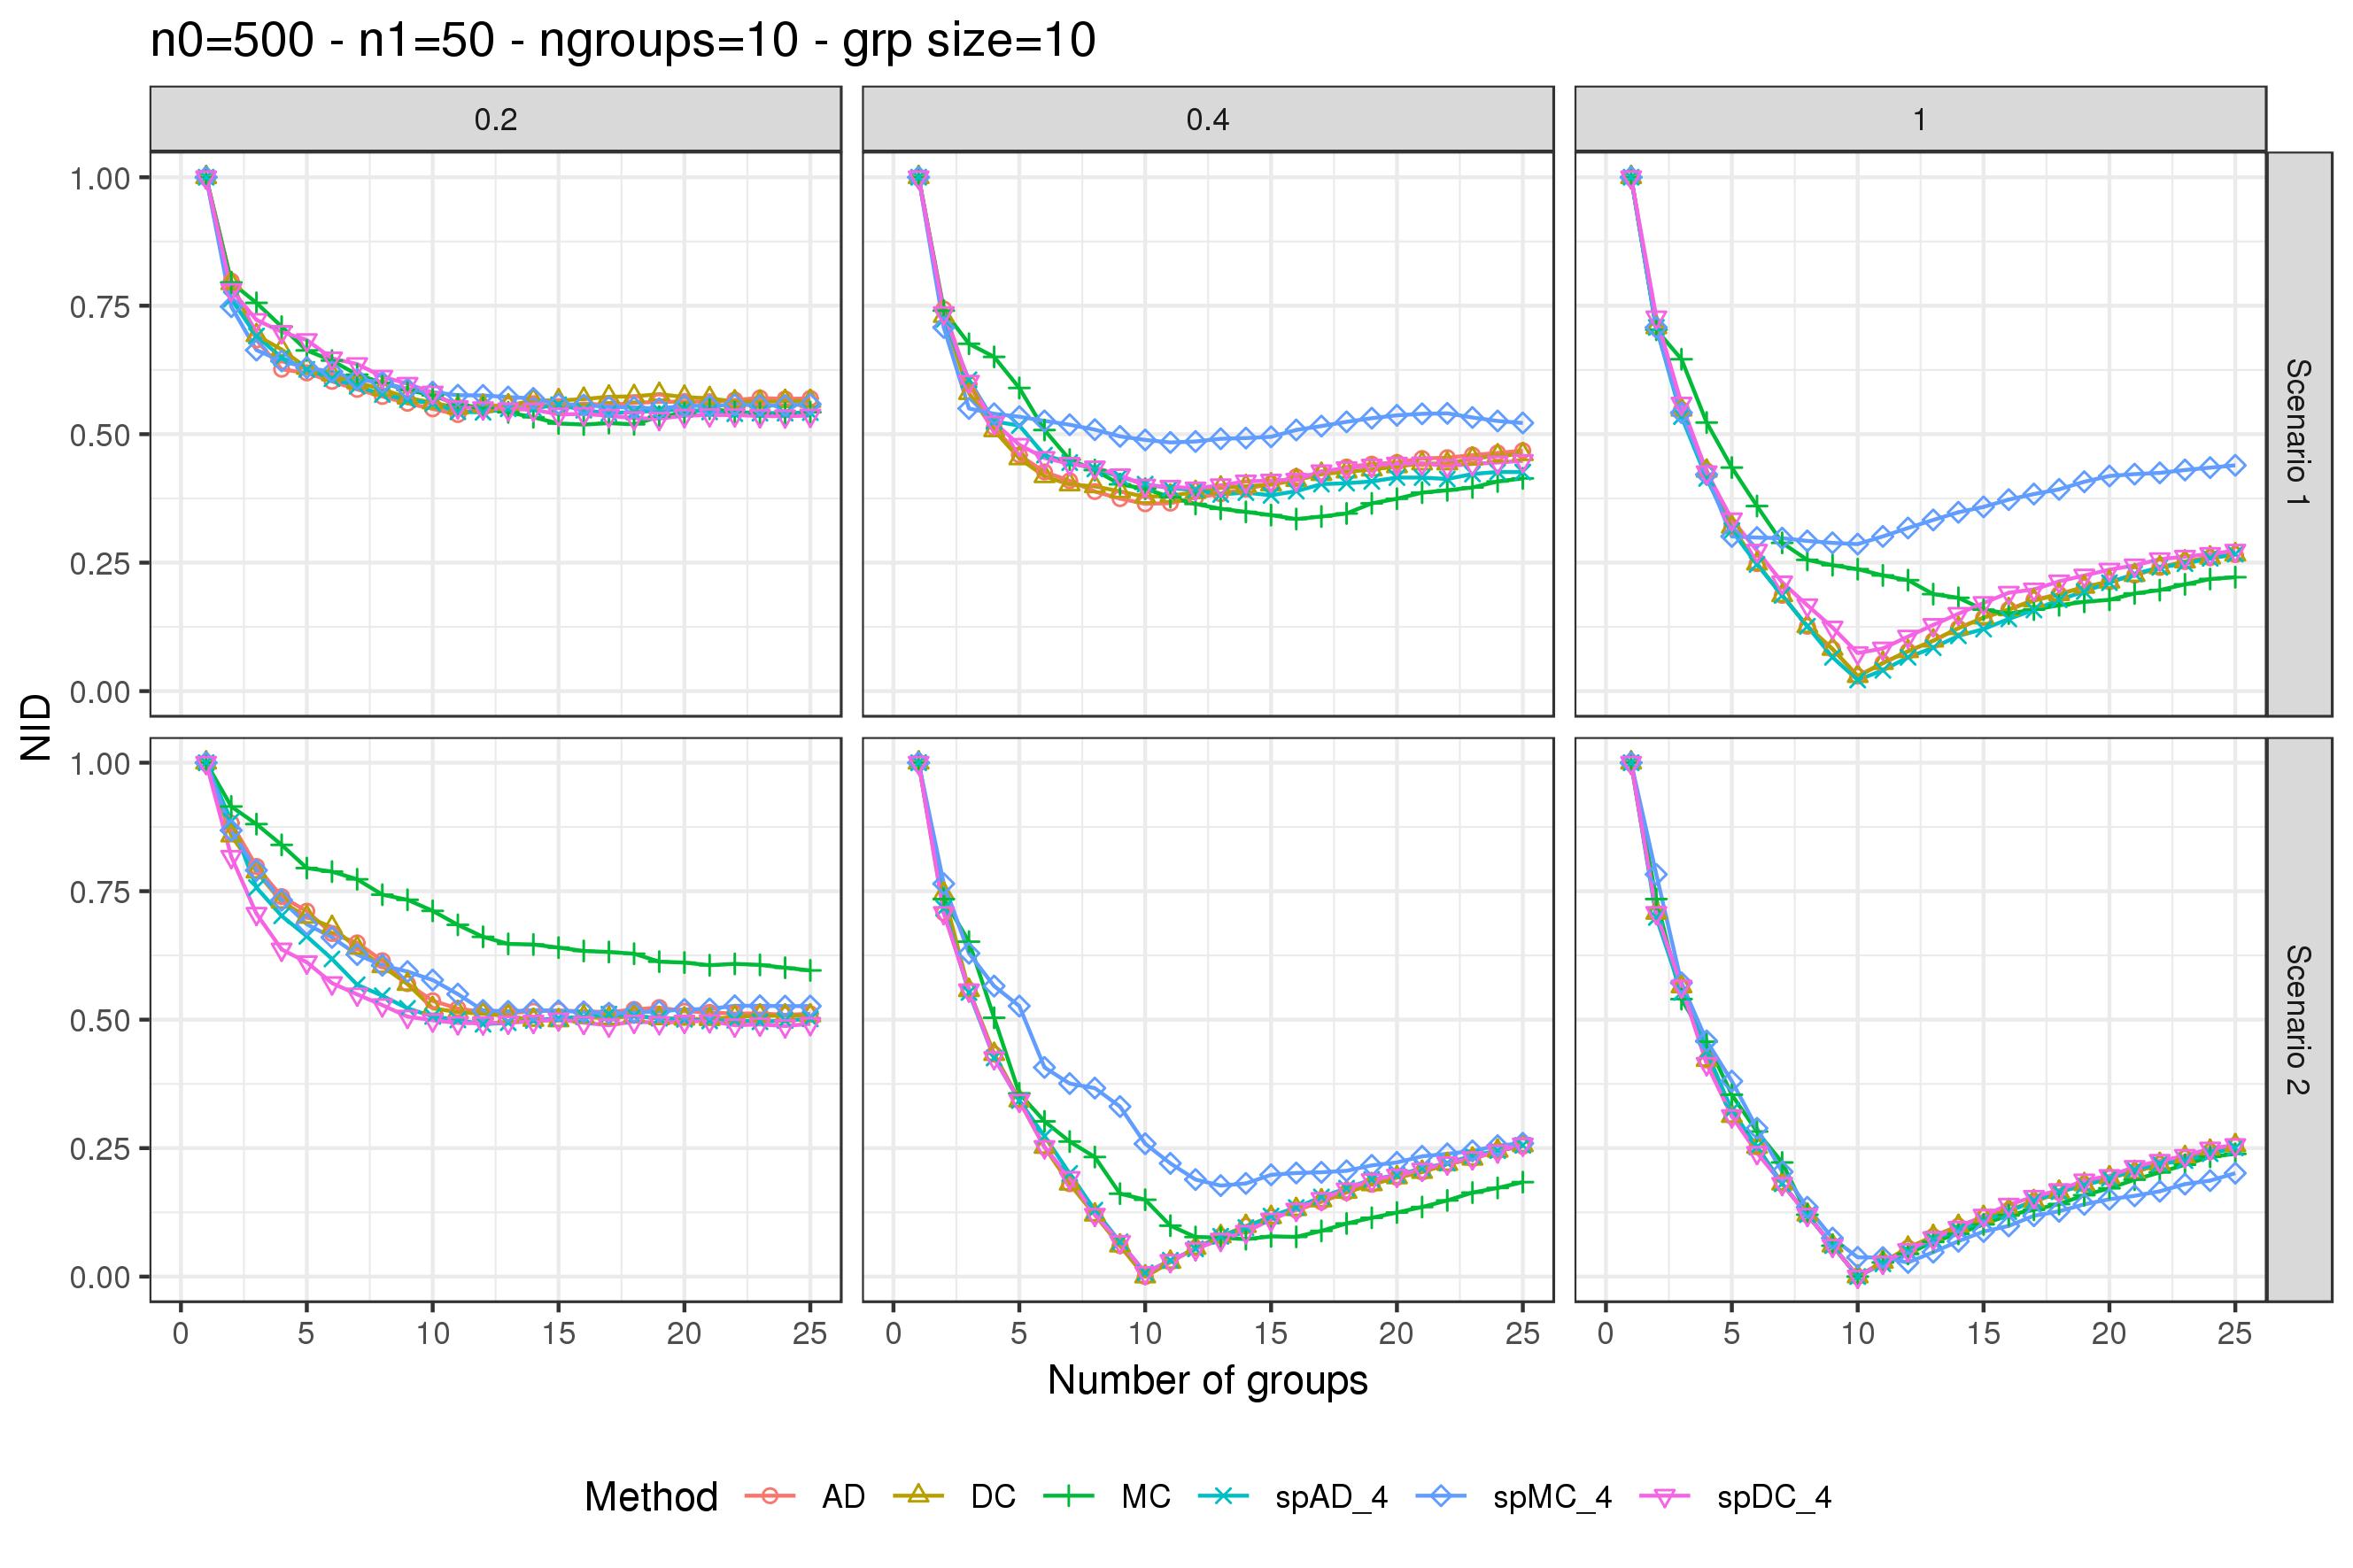 n0=500 - n1=50 - ngroups=10 - grp size=10
0.2 0.4 1
1.00
0.75
0.50
0.25
0.00
Scenario 1
NID
1.00
0.75
0.50
0.25
0.00
Scenario 2
0 5 10 15 20 25 0 5 10 15 20 25 0 5 10 15 20 25
Number of groups
Method AD DC MC spAD_4 spMC_4 spDC_4